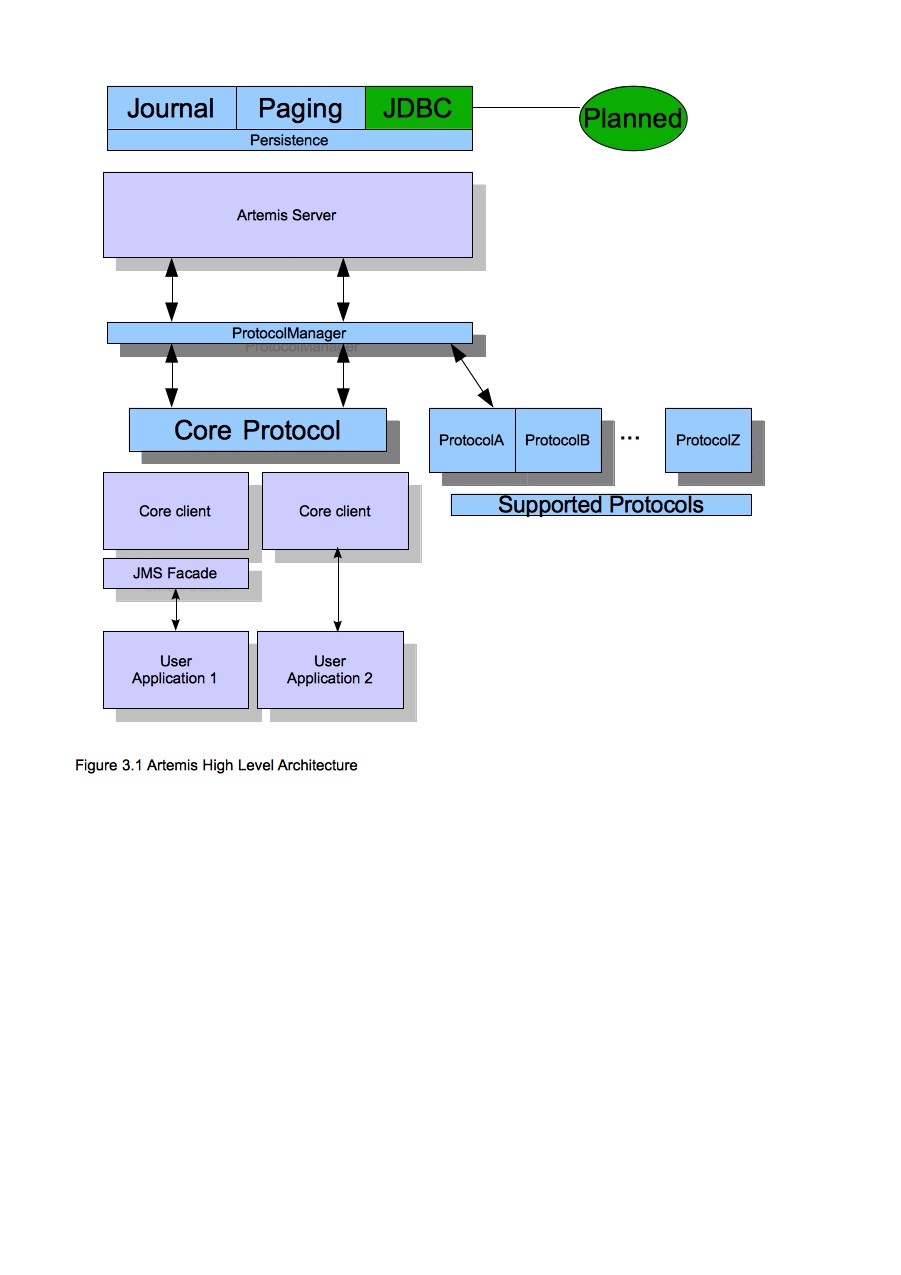 Journal
Paging
JDBC
Planned
Persistence
Artemis Server
ProtocolManager
ProtocolManager
Core Protocol
ProtocolA
ProtocolB
...
ProtocolZ
Supported Protocols
Core client
Core client
JMS Facade
User
Application 1
User
Application 2
Figure 3.1 Artemis High Level Architecture